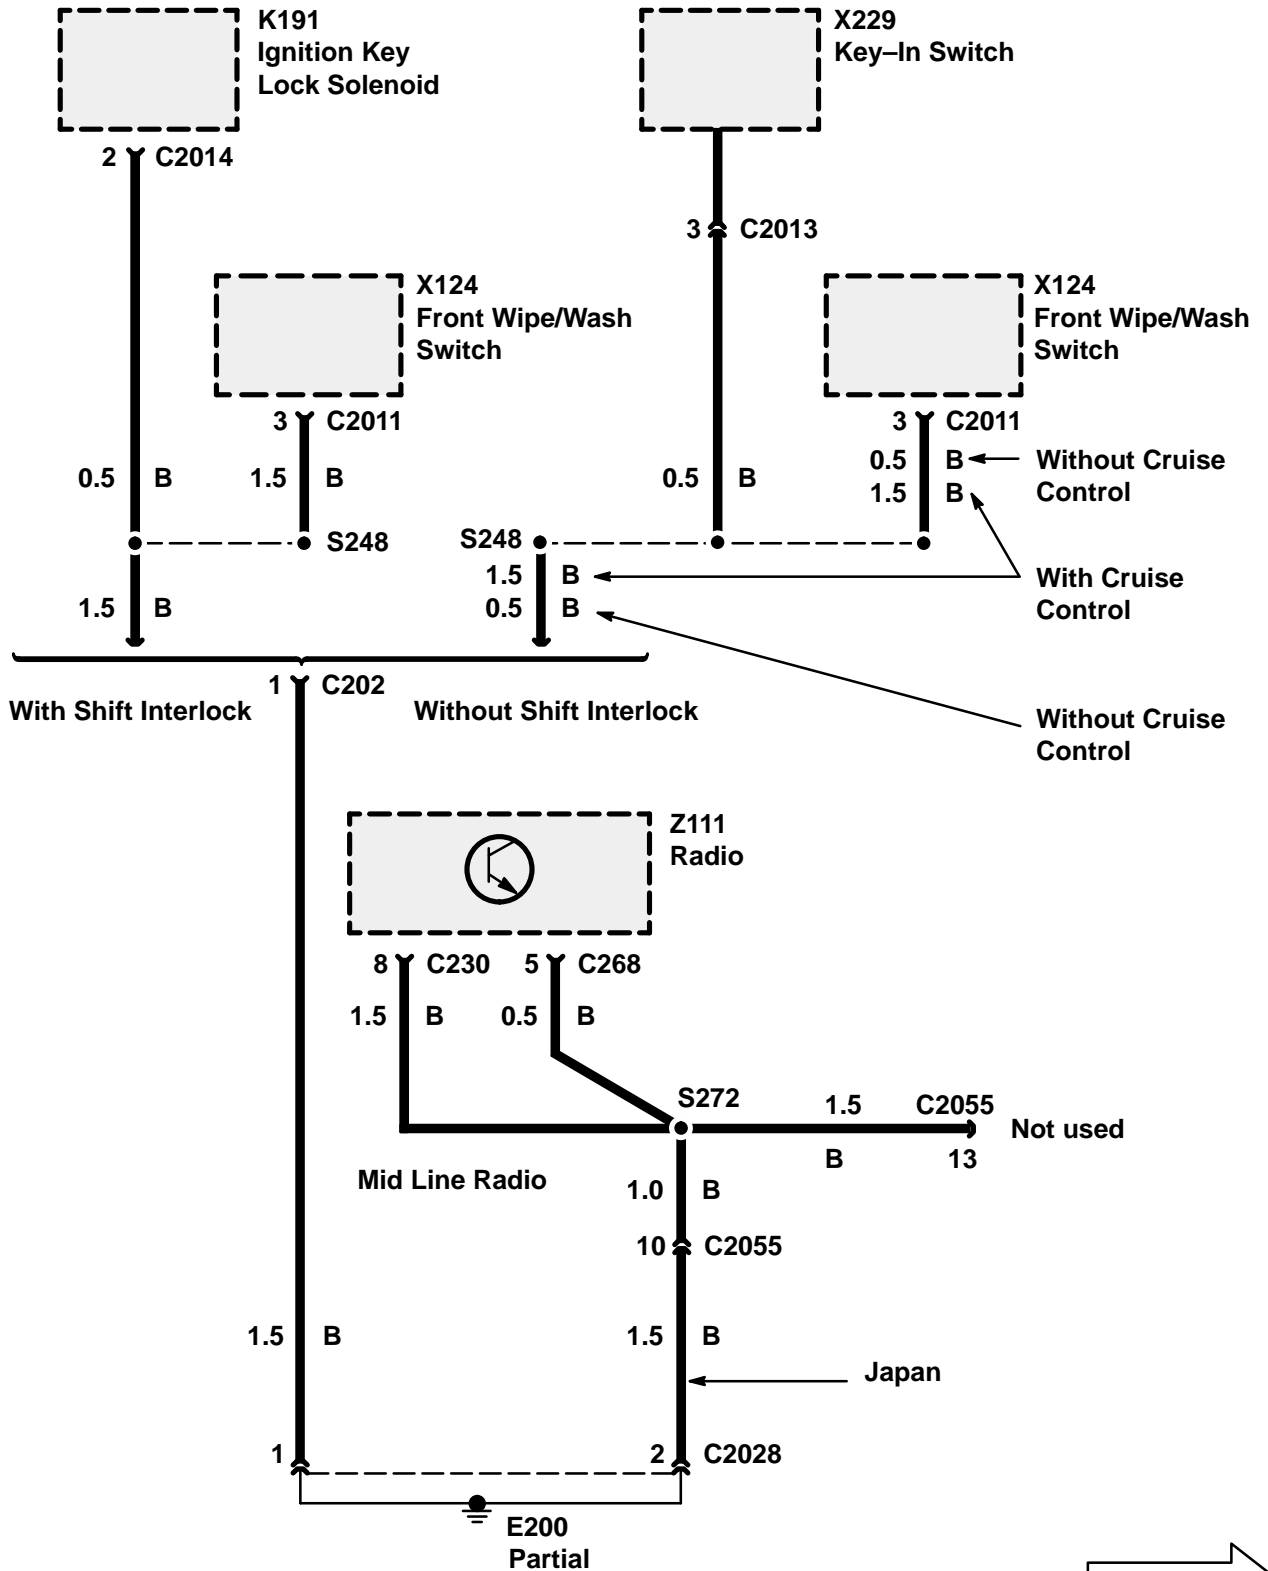 K191
Ignition Key
Lock Solenoid
X229
Key–In Switch
2 C2014
3 C2013
X124
Front Wipe/Wash
Switch
X124
Front Wipe/Wash
Switch
3 C2011
3 C2011
0.5 B
1.5 B
0.5 B
0.5 B
1.5 B
Without Cruise
Control
S248
S248
1.5 B
1.5 B
0.5 B
With Cruise
Control
1 C202
With Shift Interlock
Without Shift Interlock
Without Cruise
Control
Z111
Radio
8 C230
5 C268
1.5 B
0.5 B
S272
1.5
B
C2055
13
Not used
Mid Line Radio
1.0 B
10 C2055
1.5 B
1.5 B
Japan
1
2 C2028
E200
Partial